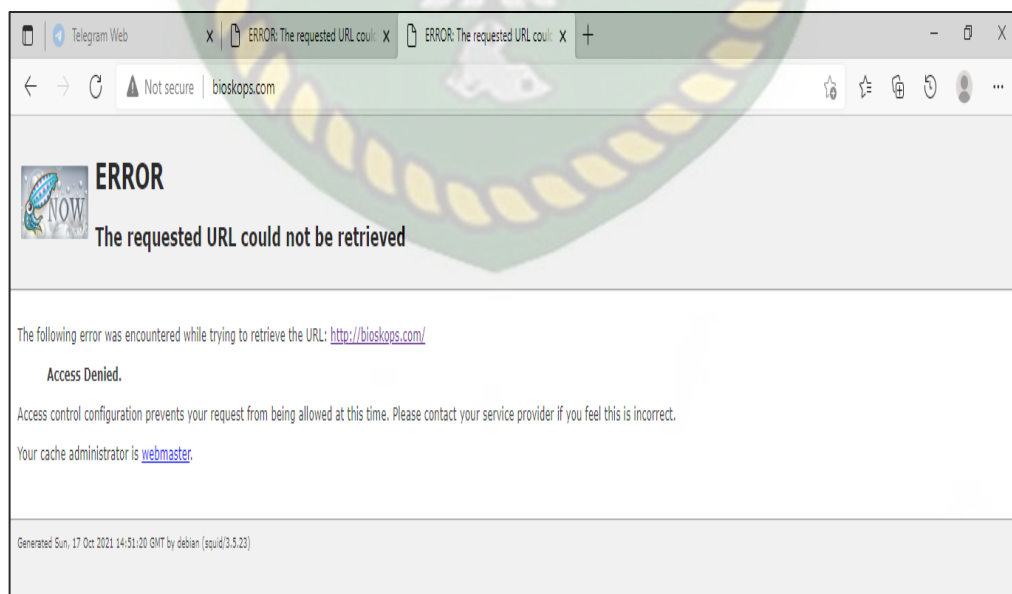 Telegram Web
ERROR: The requested URL coul
ERROR: The requested URL coul
Not secure
bioskops.com
NOW
ERROR
The requested URL could not be retrieved
The following error was encountered while trying to retrieve the URL: http://bioskops.com/
Access Denied.
Access control configuration prevents your request from being allowed at this time. Please contact your service provider if you feel this is incorrect.
Your cache administrator is webmaster.
Generated Sun, 17 Oct 2021 14:51:20 GMT by debian (squid/3.5.23)